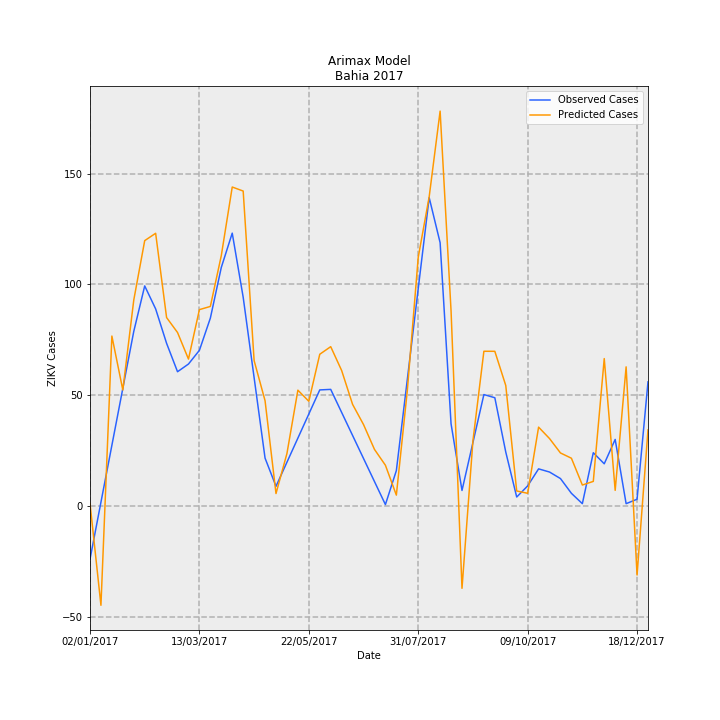 Arimax Model
Bahia 2017
Observed Cases
Predicted Cases
ZIKV Cases
150
100
50
0
−50
02/01/2017 13/03/2017 22/05/2017 31/07/2017 09/10/2017 18/12/2017
Date